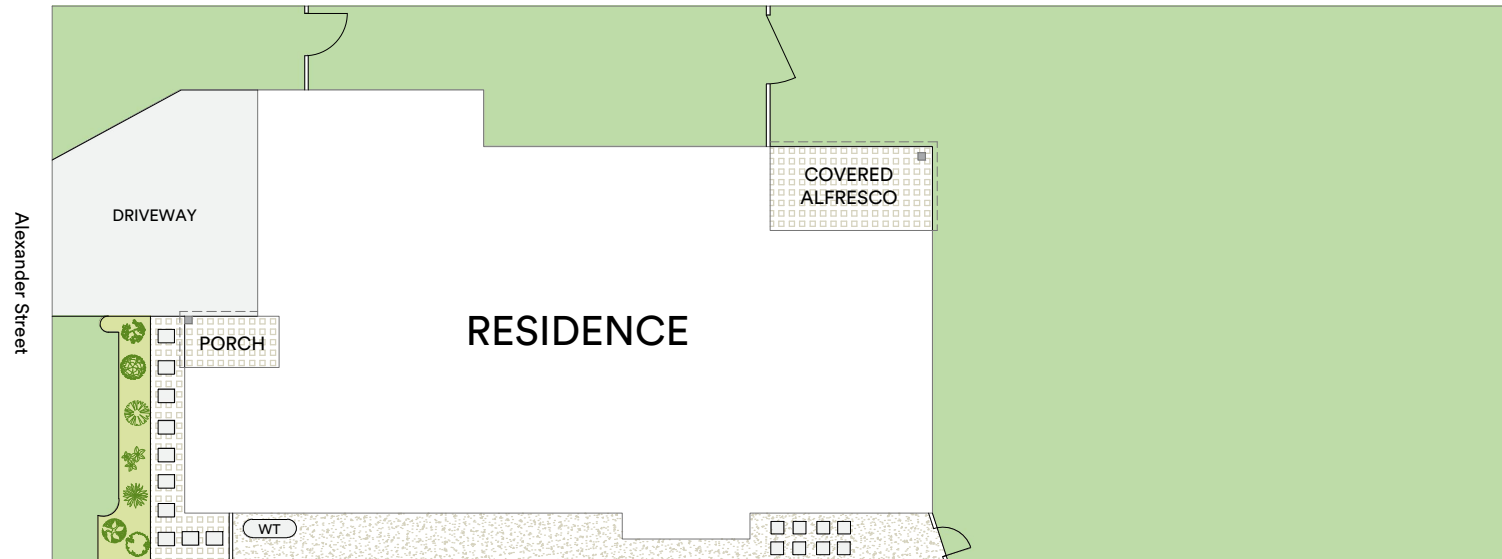 Alexander Street
DRIVEWAY
COVERED
ALFRESCO
RESIDENCE
PORCH
WT